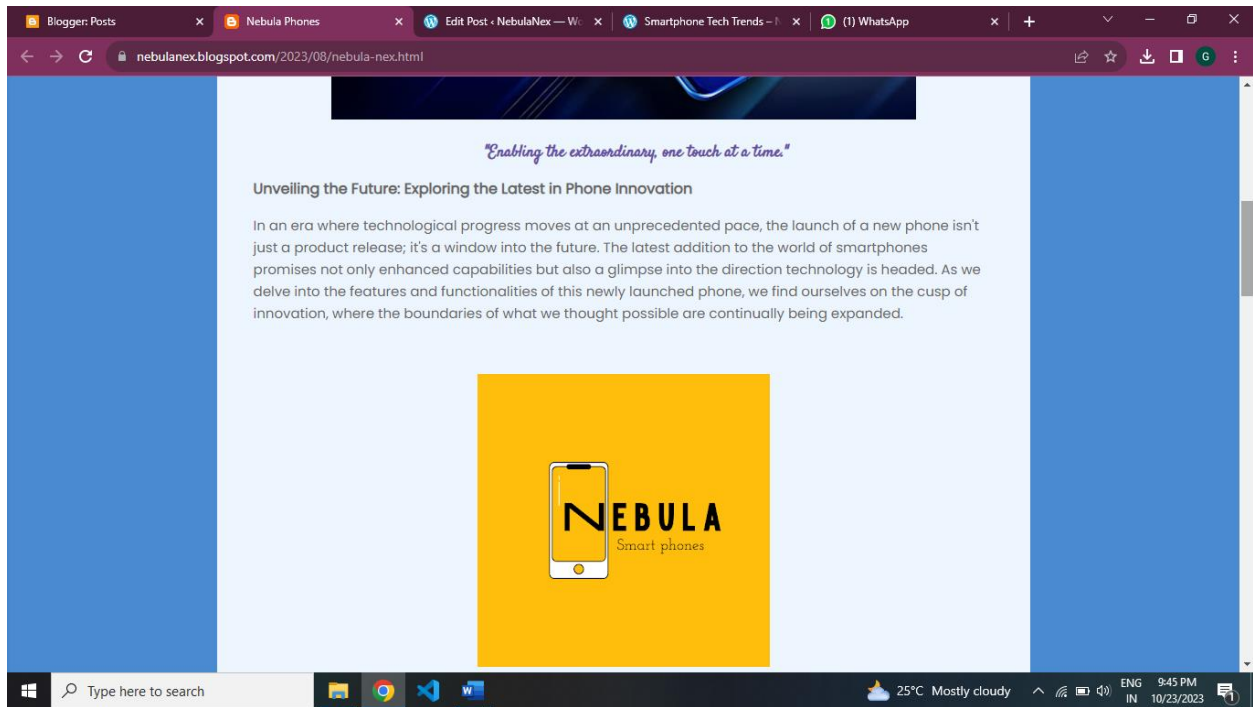 Blogger: Posts
Nebula Phones
Edit Post ‹ NebulaNex — Wo
Smartphone Tech Trends – N
(1) WhatsApp
nebulanex.blogspot.com/2023/08/nebula-nex.html
G
"Enabling the extraordinary, one touch at a time."
Unveiling the Future: Exploring the Latest in Phone Innovation
In an era where technological progress moves at an unprecedented pace, the launch of a new phone isn't
just a product release; it's a window into the future. The latest addition to the world of smartphones
promises not only enhanced capabilities but also a glimpse into the direction technology is headed. As we
delve into the features and functionalities of this newly launched phone, we find ourselves on the cusp of
innovation, where the boundaries of what we thought possible are continually being expanded.
NEBULA
Smart phones
Type here to search
25°C Mostly cloudy
ENG
IN
9:45 PM
10/23/2023
1